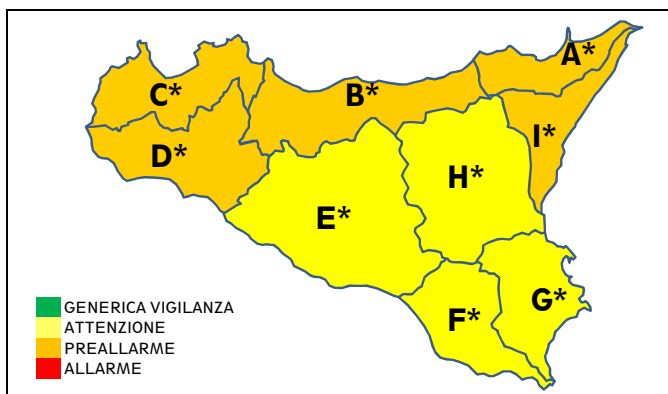 A*
C*
B*
I*
D*
H*
E*
G*
F*
GENERICA VIGILANZA
ATTENZIONE
PREALLARME
ALLARME